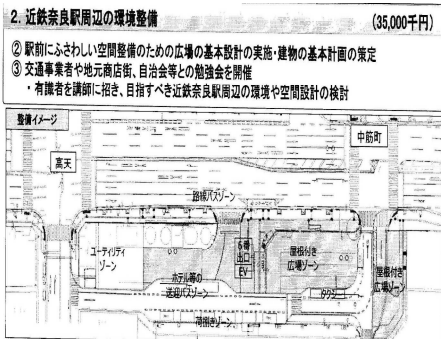 2. 近鉄奈良駅周辺の環境整備 (35,000千円)
② 駅前にふさわしい空間整備のための広場の基本設計の実施・建物の基本計画の策定
③ 交通事業者や地元商店街、自治会等との勉強会を開催
・有識者を講師に招き、目指すべき近鉄奈良駅周辺の環境や空間設計の検討
整備イメージ
高天
中筋町
路線バスゾーン
ユーティリティ
ゾーン
6番
出口
EV
屋根付き
広場ゾーン
ホテル等の
送迎バスゾーン
タクシー
屋根付き
広場ゾーン